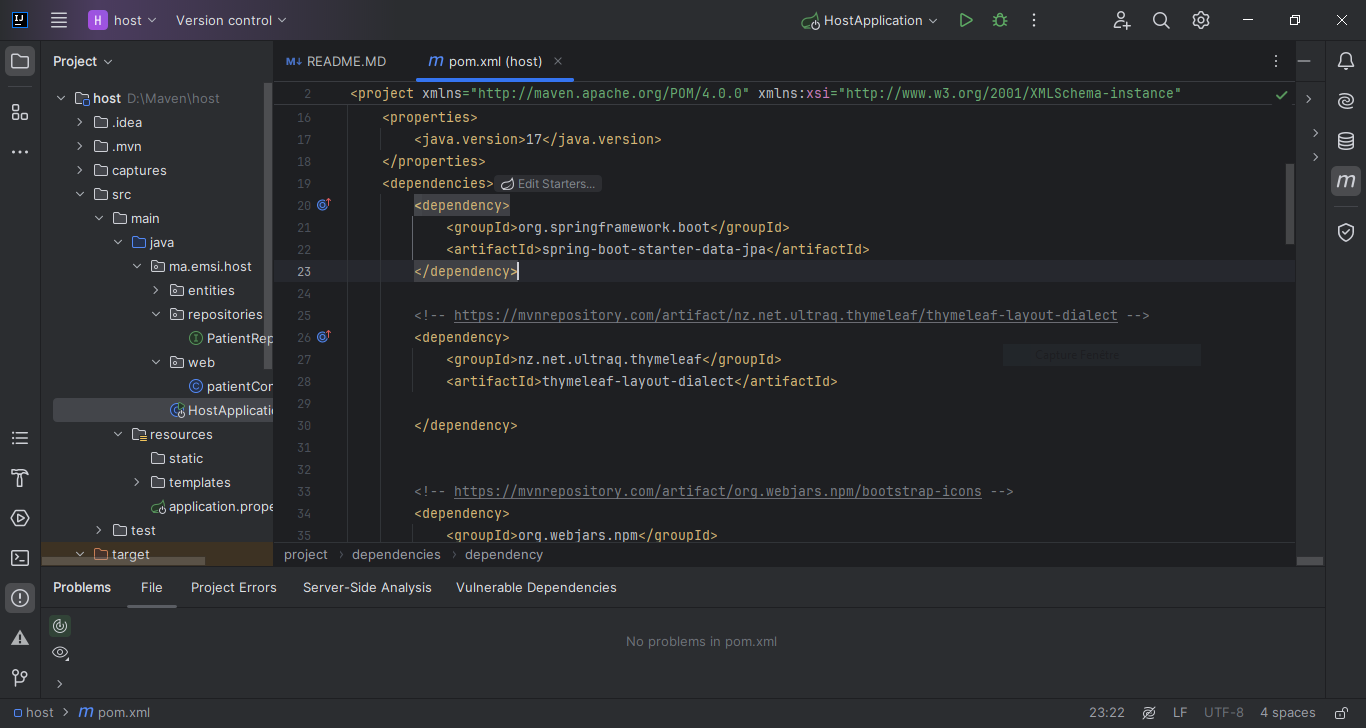 H host Version control HostApplication
Project
M↓ README.MD m pom.xml (host)
host D:\Maven\host
.idea
.mvn
captures
src
main
java
ma.emsi.host
entities
repositories
PatientRep
web
patientCon
HostApplicatio
resources
static
templates
application.prope
test
target
2 <project xmlns="http://maven.apache.org/POM/4.0.0" xmlns:xsi="http://www.w3.org/2001/XMLSchema-instance"
16 <properties>
17 <java.version>17</java.version>
18 </properties>
19 <dependencies> Edit Starters...
20 <dependency>
21 <groupId>org.springframework.boot</groupId>
22 <artifactId>spring-boot-starter-data-jpa</artifactId>
23 </dependency>
24
25 <!-- https://mvnrepository.com/artifact/nz.net.ultraq.thymeleaf/thymeleaf-layout-dialect -->
26 <dependency>
27 <groupId>nz.net.ultraq.thymeleaf</groupId>
28 <artifactId>thymeleaf-layout-dialect</artifactId>
29
30 </dependency>
31
32
33 <!-- https://mvnrepository.com/artifact/org.webjars.npm/bootstrap-icons -->
34 <dependency>
35 <groupId>org.webjars.npm</groupId>
project › dependencies › dependency
Problems File Project Errors Server-Side Analysis Vulnerable Dependencies
No problems in pom.xml
host > m pom.xml
23:22 LF UTF-8 4 spaces